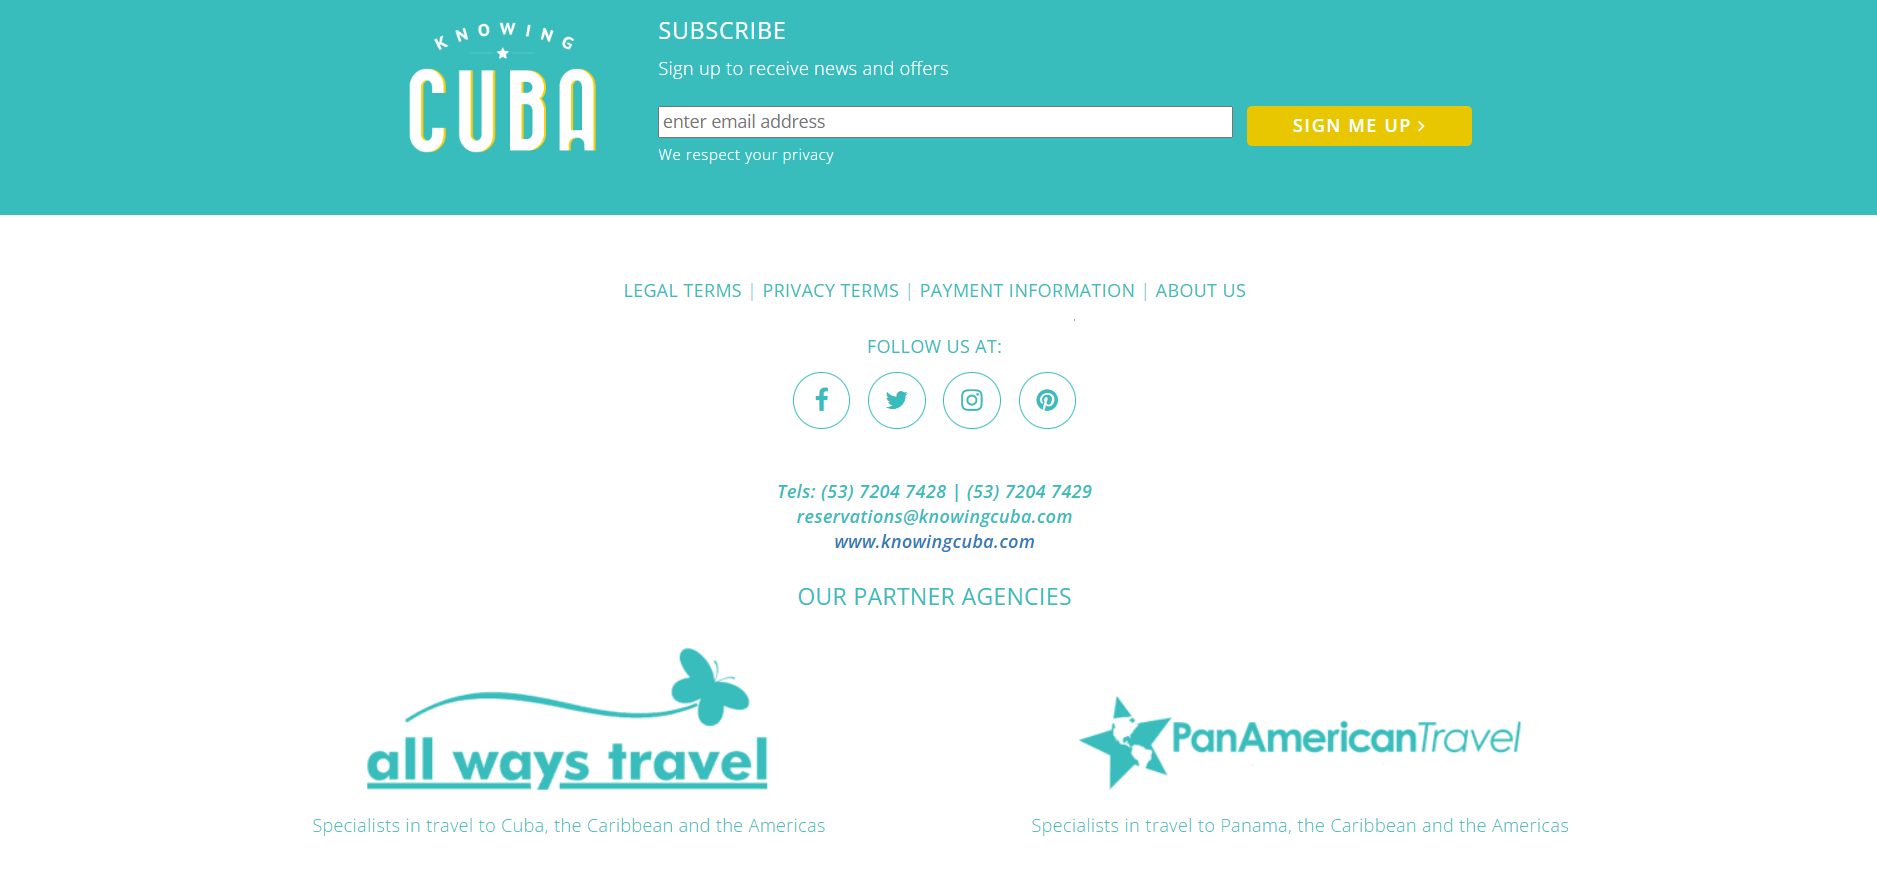 KNOWING
CUBA
SUBSCRIBE
Sign up to receive news and offers
enter email address
SIGN ME UP >
We respect your privacy
LEGAL TERMS | PRIVACY TERMS | PAYMENT INFORMATION | ABOUT US
FOLLOW US AT:
Tels: (53) 7204 7428 | (53) 7204 7429
reservations@knowingcuba.com
www.knowingcuba.com
OUR PARTNER AGENCIES
all ways travel
PanAmericanTravel
Specialists in travel to Cuba, the Caribbean and the Americas
Specialists in travel to Panama, the Caribbean and the Americas